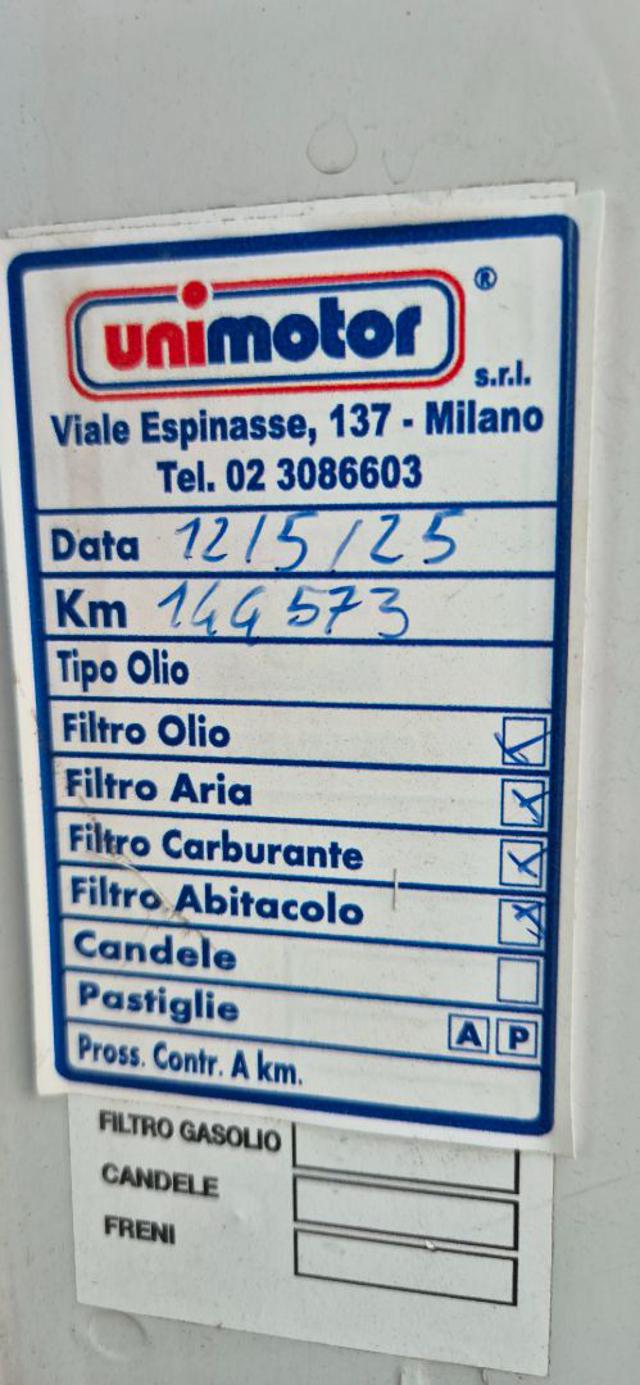 unimotor ®
s.r.l.
Viale Espinasse, 137 - Milano
Tel. 02 3086603
Data 12/5/25
Km 144573
Tipo Olio
Filtro Olio
Filtro Aria
Filtro Carburante
Filtro Abitacolo
Candele
Pastiglie A P
Pross. Contr. A km.
FILTRO GASOLIO
CANDELE
FRENI